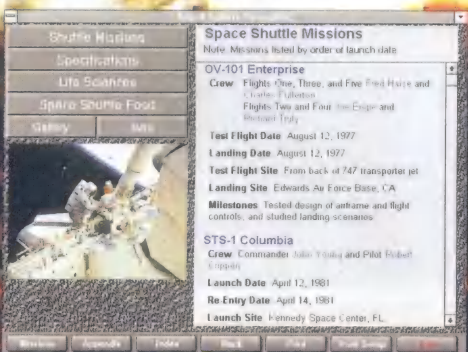 Shuttle Missions
Specifications
Life Sciences
Space Shuttle Food
Gallery
Space Shuttle Missions
Note: Missions listed by order of launch date
OV-101 Enterprise
Crew Flights One, Three, and Five Fred Haise and
Charles Fullerton
Flights Two and Four Joe Engle and
Richard Truly
Test Flight Date August 12, 1977
Landing Date August 12, 1977
Test Flight Site From back of 747 transporter jet
Landing Site Edwards Air Force Base, CA
Milestones Tested design of airframe and flight
controls, and studied landing scenarios
STS-1 Columbia
Crew Commander John Young and Pilot Robert
Crippen
Launch Date April 12, 1981
Re-Entry Date April 14, 1981
Launch Site Kennedy Space Center, FL
Appendix Index Back Print